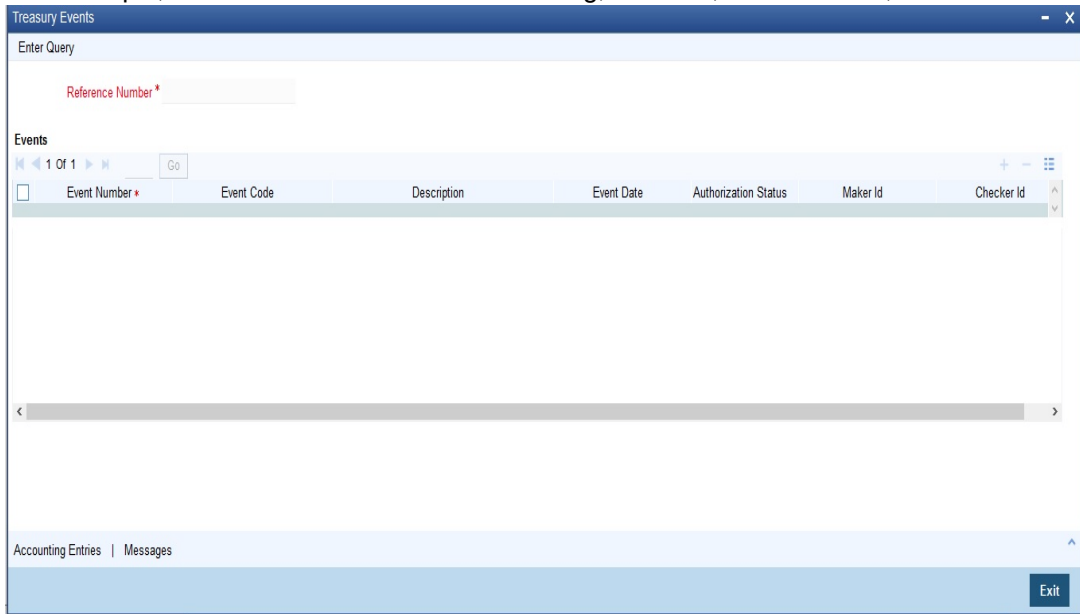 Treasury Events
Enter Query
Reference Number *
Events
1 Of 1 Go
Event Number * Event Code Description Event Date Authorization Status Maker Id Checker Id
Accounting Entries | Messages
Exit